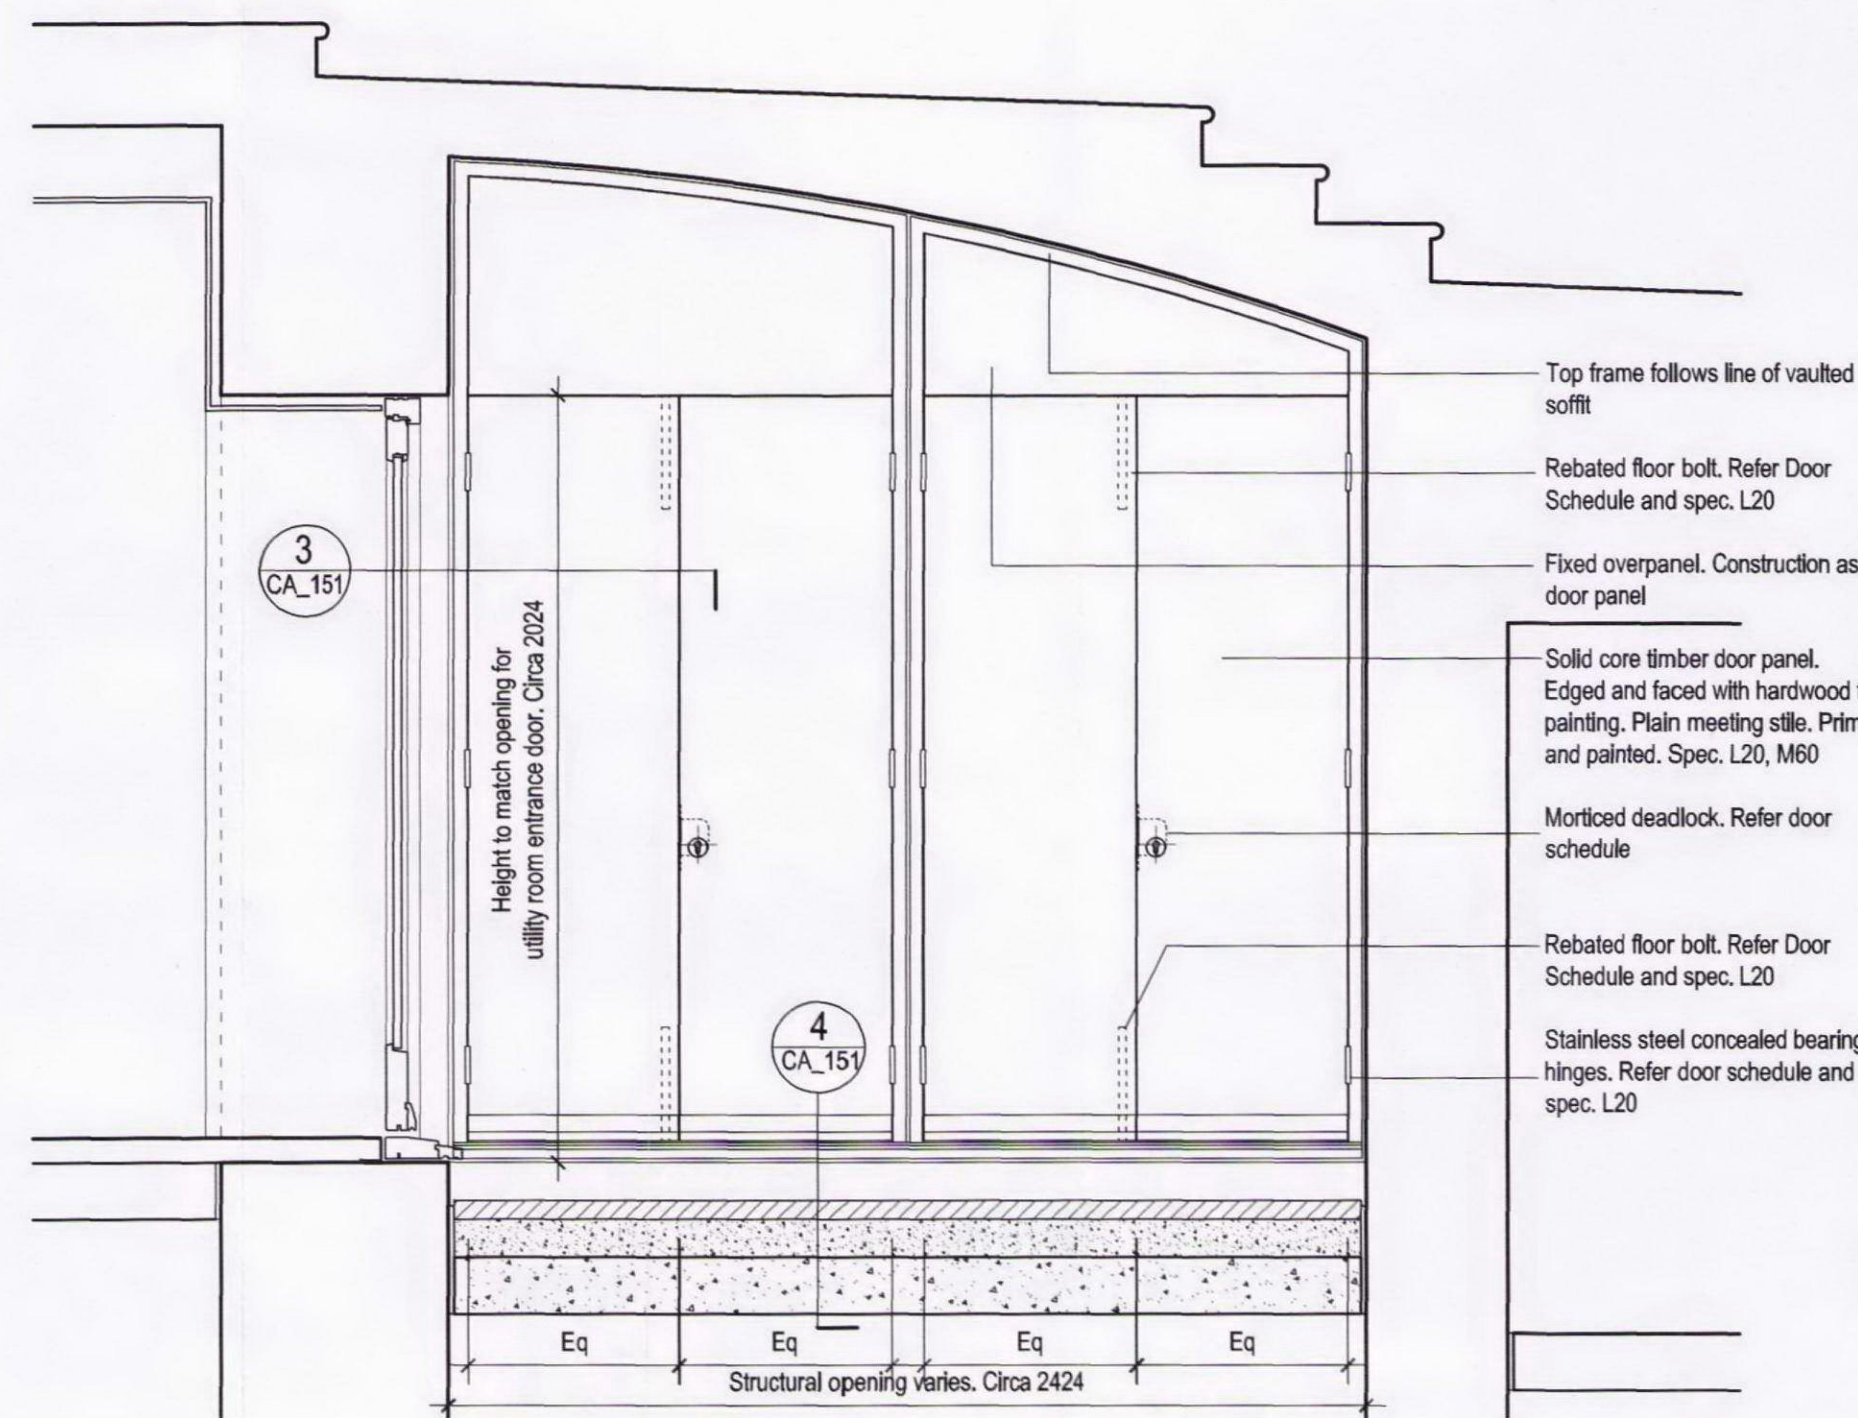 Top frame follows line of vaulted
soffit
Rebated floor bolt. Refer Door
Schedule and spec. L20
Fixed overpanel. Construction as
door panel
3
CA_151
Height to match opening for
utility room entrance door. Circa 2024
Solid core timber door panel.
Edged and faced with hardwood
painting. Plain meeting stile. Prim
and painted. Spec. L20, M60
Morticed deadlock. Refer door
schedule
Rebated floor bolt. Refer Door
Schedule and spec. L20
4
CA_151
Stainless steel concealed bearing
hinges. Refer door schedule and
spec. L20
Eq Eq Eq Eq
Structural opening varies. Circa 2424